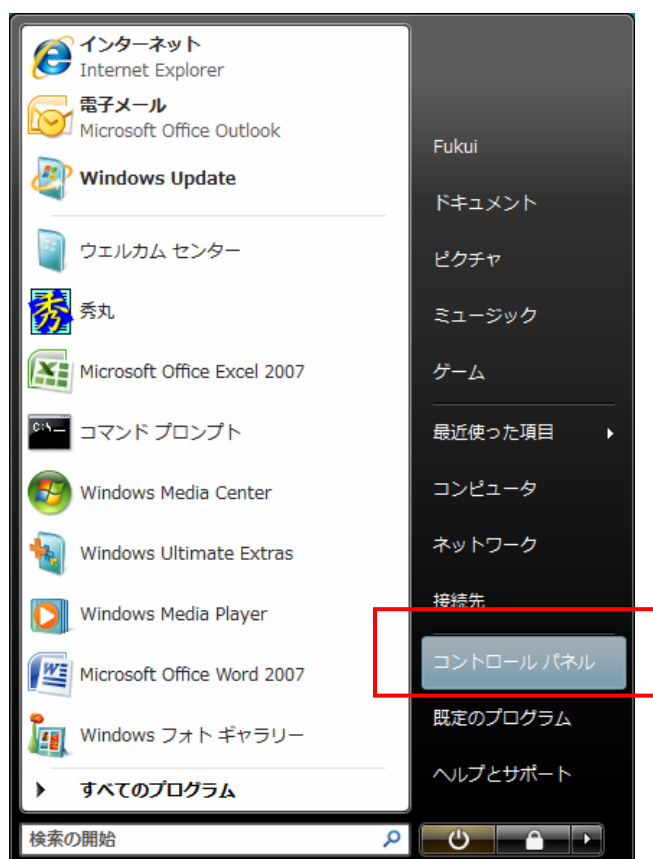 インターネット
Internet Explorer
電子メール
Microsoft Office Outlook
Windows Update
ウェルカム センター
秀丸
Microsoft Office Excel 2007
コマンド プロンプト
Windows Media Center
Windows Ultimate Extras
Windows Media Player
Microsoft Office Word 2007
Windows フォト ギャラリー
すべてのプログラム
検索の開始
Fukui
ドキュメント
ピクチャ
ミュージック
ゲーム
最近使った項目
コンピュータ
ネットワーク
接続先
コントロール パネル
既定のプログラム
ヘルプとサポート